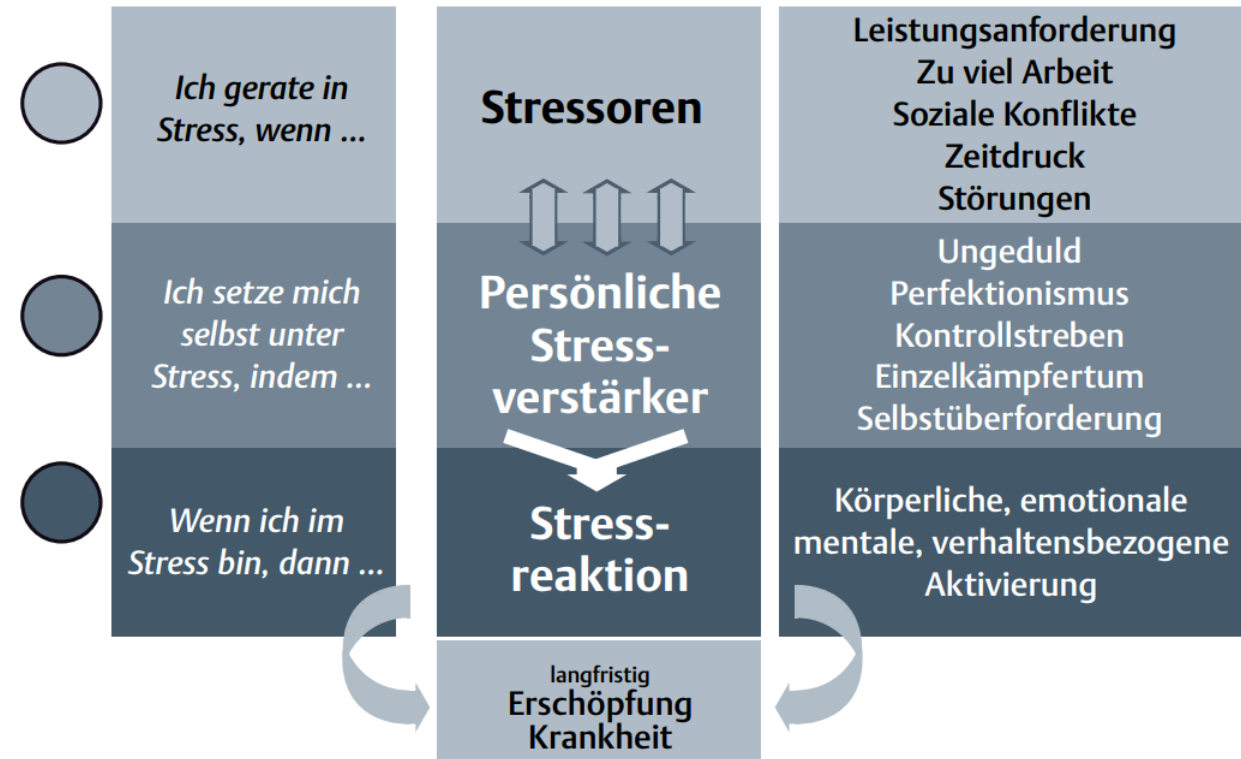 Ich gerate in
Stress, wenn ...
Stressoren
Leistungsanforderung
Zu viel Arbeit
Soziale Konflikte
Zeitdruck
Störungen
Ich setze mich
selbst unter
Stress, indem ...
Persönliche
Stress-
verstärker
Ungeduld
Perfektionismus
Kontrollstreben
Einzelkämpfertum
Selbstüberforderung
Wenn ich im
Stress bin, dann ...
Stress-
reaktion
Körperliche, emotionale
mentale, verhaltensbezogene
Aktivierung
langfristig
Erschöpfung
Krankheit